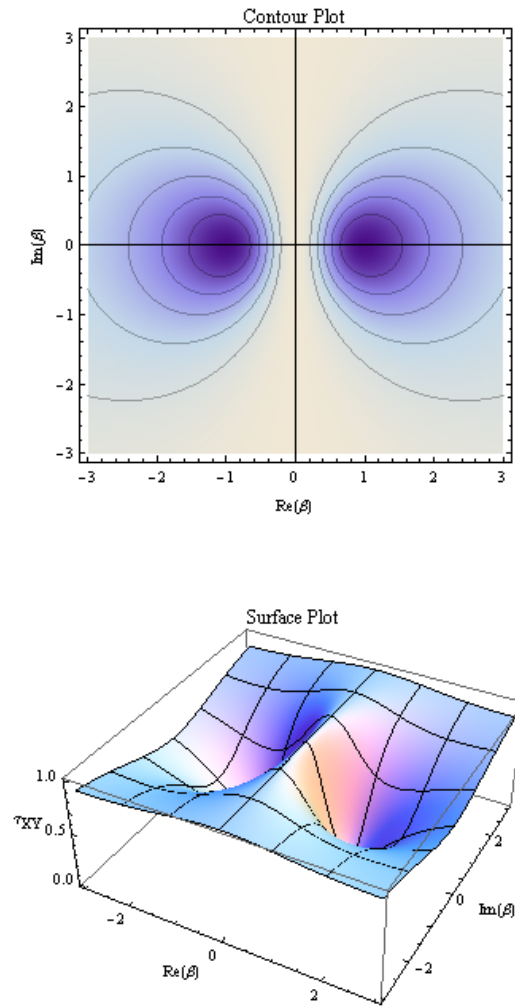 Contour Plot
3
2
1
0
−1
−2
−3
Im(β)
−3 −2 −1 0 1 2 3
Re(β)
Surface Plot
1.0
τXY 0.5
0.0
−2
0
2
Re(β)
2
0
−2
Im(β)